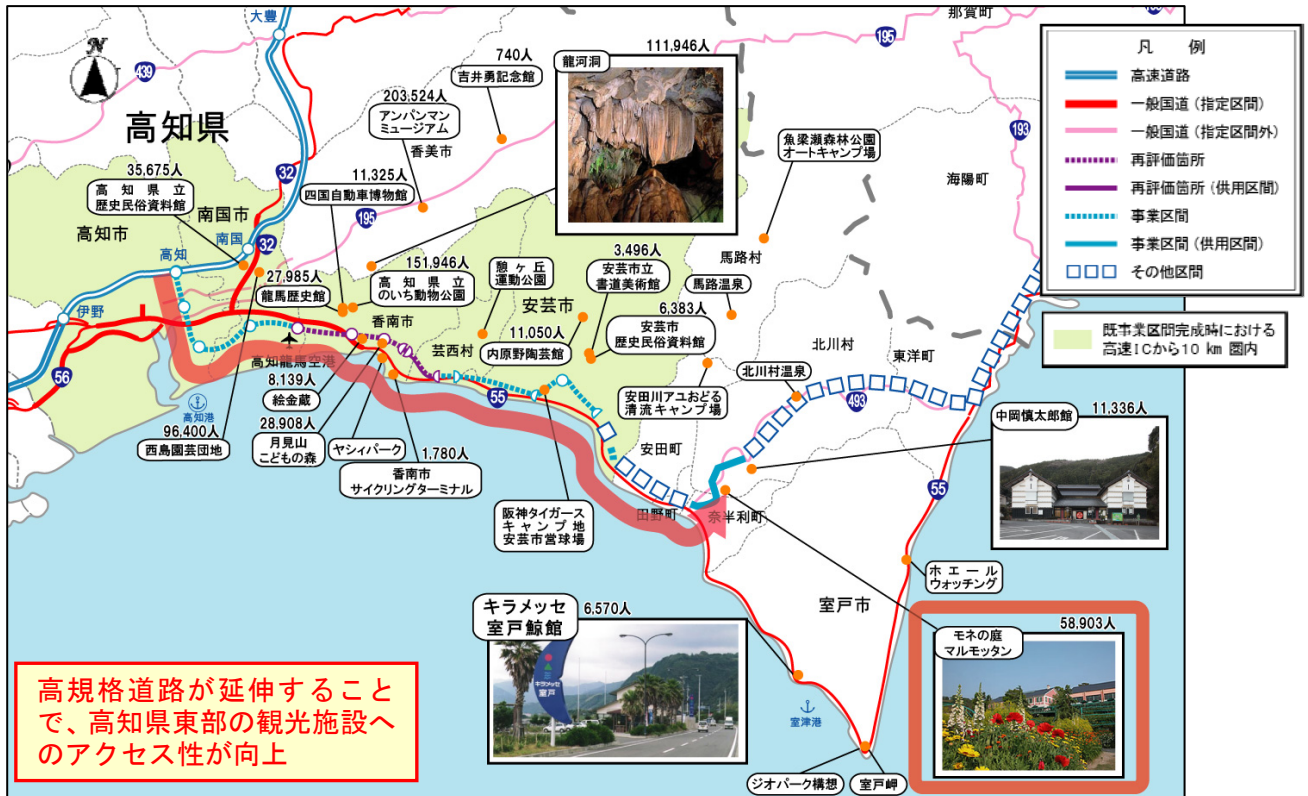 大豊
那賀町
N
439
740人
吉井勇記念館
龍河洞
111,946人
195
193
高知県
203,524人
アンパンマン
ミュージアム
香美市
魚梁瀬森林公園
オートキャンプ場
海陽町
32
35,675人
高知県立
歴史民俗資料館
11,325人
四国自動車博物館
195
南国市
高知市
南国
32
高知
27,985人
龍馬歴史館
151,946人
高知県立
のいち動物公園
憩ヶ丘
運動公園
3,496人
安芸市立
書道美術館
馬路村
馬路温泉
安芸市
伊野
香南市
芸西村
11,050人
内原野陶芸館
6,383人
安芸市
歴史民俗資料館
北川村
東洋町
56
高知龍馬空港
8,139人
絵金蔵
55
安田川アユおどる
清流キャンプ場
北川村温泉
493
高知港
28,908人
月見山
こどもの森
ヤシィパーク
1,780人
香南市
サイクリングターミナル
96,400人
西島園芸団地
安田町
中岡慎太郎館
11,336人
55
阪神タイガース
キャンプ地
安芸市営球場
田野町
奈半利町
ホエール
ウォッチング
室戸市
キラメッセ
室戸鯨館
6,570人
キラメッセ
室戸
モネの庭
マルモッタン
58,903人
室津港
ジオパーク構想
室戸岬
高規格道路が延伸すること
で、高知県東部の観光施設へ
のアクセス性が向上
凡 例
高速道路
一般国道(指定区間)
一般国道(指定区間外)
再評価箇所
再評価箇所(供用区間)
事業区間
事業区間(供用区間)
その他区間
既事業区間完成時における
高速ICから10 km 圏内